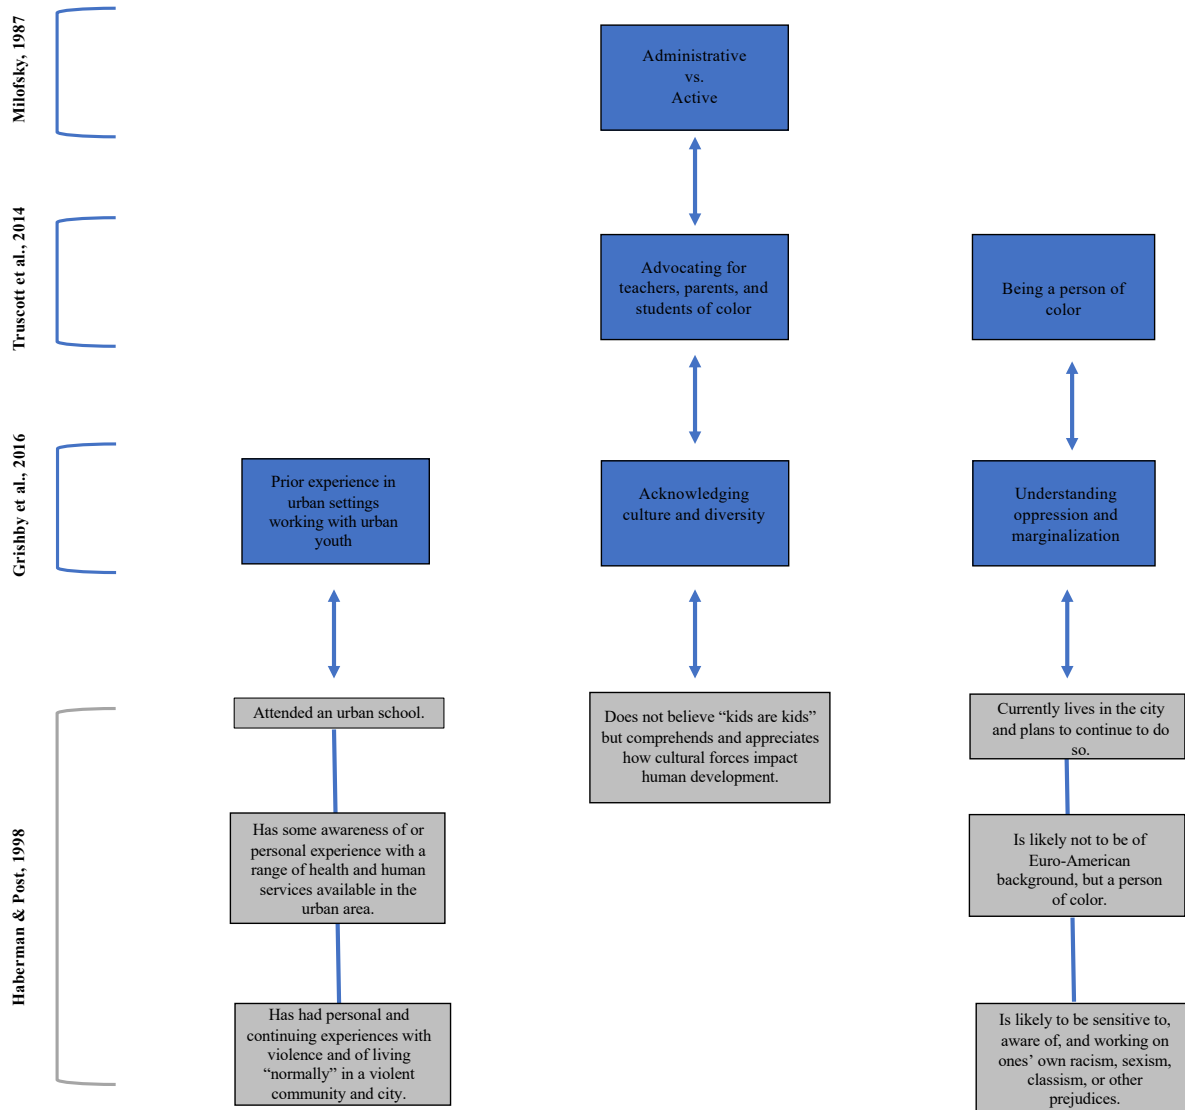 Milofsky, 1987
Administrative
vs.
Active
Truscott et al., 2014
Advocating for
teachers, parents, and
students of color
Being a person of
color
Grishby et al., 2016
Prior experience in
urban settings
working with urban
youth
Acknowledging
culture and diversity
Understanding
oppression and
marginalization
Haberman & Post, 1998
Attended an urban school.
Has some awareness of or
personal experience with a
range of health and human
services available in the
urban area.
Has had personal and
continuing experiences with
violence and of living
“normally” in a violent
community and city.
Does not believe “kids are kids”
but comprehends and appreciates
how cultural forces impact
human development.
Currently lives in the city
and plans to continue to do
so.
Is likely not to be of
Euro-American
background, but a person
of color.
Is likely to be sensitive to,
aware of, and working on
ones’ own racism, sexism,
classism, or other
prejudices.